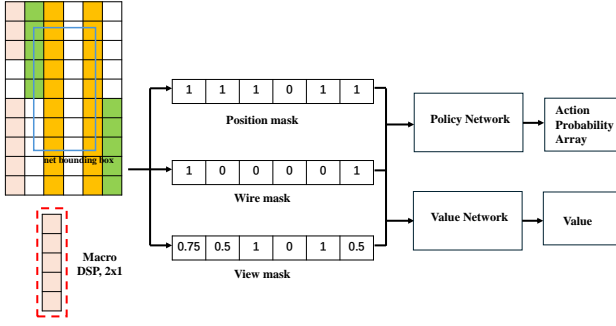 1 1 1 0 1 1
Position mask
Policy Network
Action
Probability
Array
net bounding box
1 0 0 0 0 1
Wire mask
Value Network
Value
Macro
DSP, 2x1
0.75 0.5 1 0 1 0.5
View mask